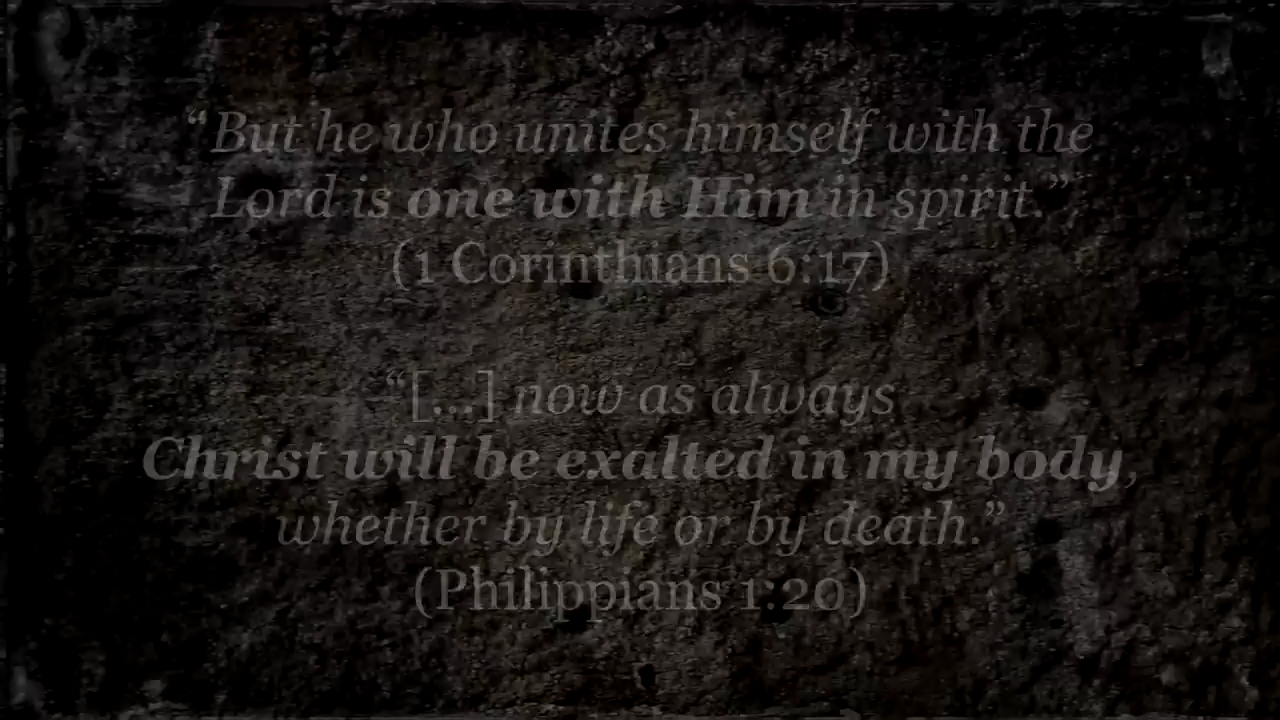 “But he who unites himself with the
Lord is one with Him in spirit.”
(1 Corinthians 6:17)
“[...] now as always
Christ will be exalted in my body,
whether by life or by death.”
(Philippians 1:20)